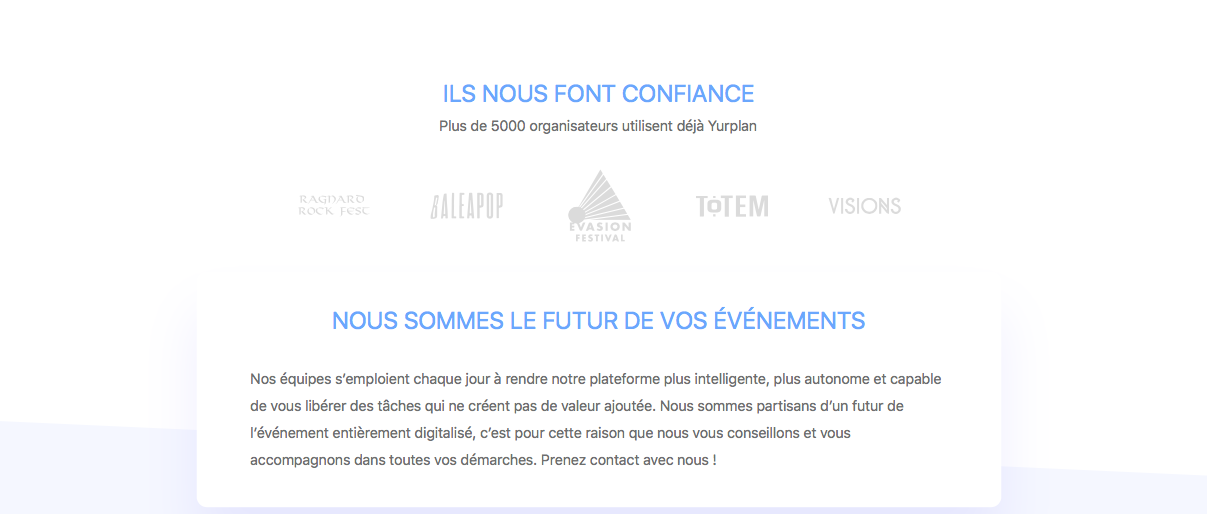 ILS NOUS FONT CONFIANCE
Plus de 5000 organisateurs utilisent déjà Yurplan
RAGNARD
ROCK FEST
BALEAPOP
EVASION
FESTIVAL
TOTEM
VISIONS
NOUS SOMMES LE FUTUR DE VOS ÉVÉNEMENTS
Nos équipes s’emploient chaque jour à rendre notre plateforme plus intelligente, plus autonome et capable
de vous libérer des tâches qui ne créent pas de valeur ajoutée. Nous sommes partisans d’un futur de
l’événement entièrement digitalisé, c’est pour cette raison que nous vous conseillons et vous
accompagnons dans toutes vos démarches. Prenez contact avec nous !